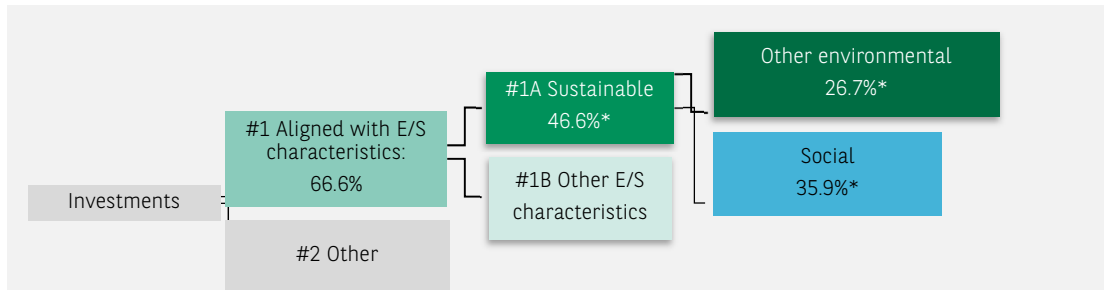 Investments
#1 Aligned with E/S
characteristics:
66.6%
#2 Other
#1A Sustainable
46.6%*
#1B Other E/S
characteristics
Other environmental
26.7%*
Social
35.9%*